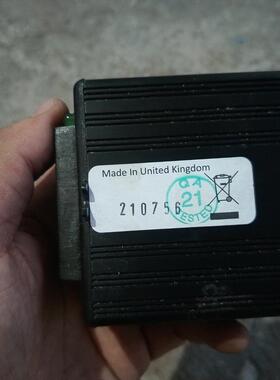 Made In United Kingdom
210756
QA
21
TESTED